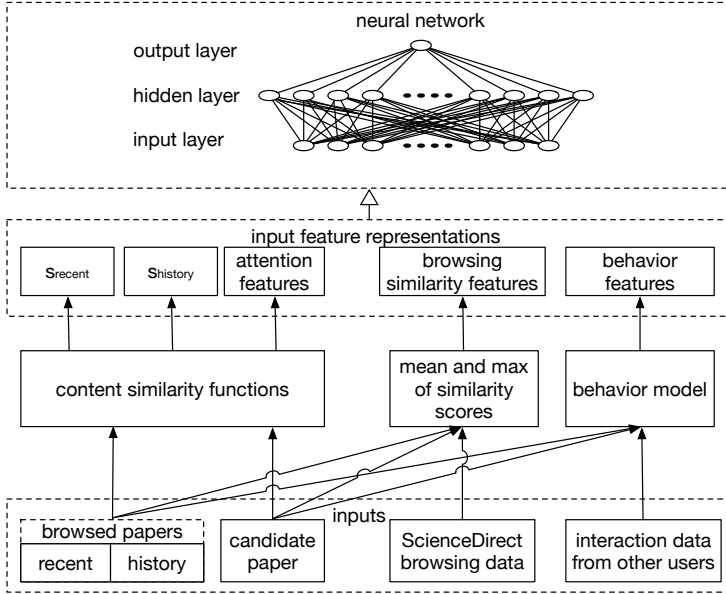 neural network
output layer
hidden layer
input layer
input feature representations
srecent
shistory
attention
features
browsing
similarity features
behavior
features
content similarity functions
mean and max
of similarity
scores
behavior model
inputs
browsed papers
recent
history
candidate
paper
ScienceDirect
browsing data
interaction data
from other users